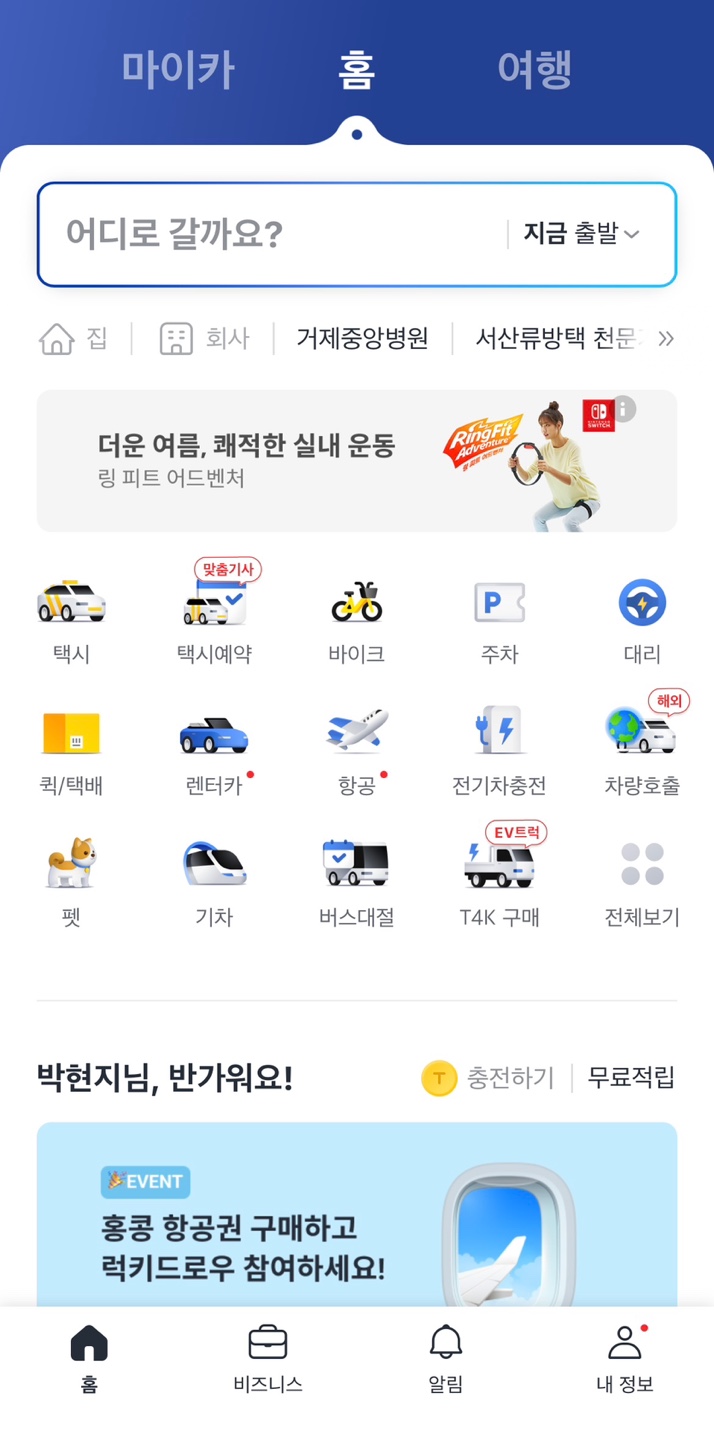 마이카 홈 여행
어디로 갈까요? 지금 출발
집 회사 거제중앙병원 서산류방택 천문
더운 여름, 쾌적한 실내 운동
링 피트 어드벤처
RingFit
Adventure
링 피트 어드벤처
NINTENDO
SWITCH
맞춤기사
P
택시 택시예약 바이크 주차 대리
해외
퀵/택배 렌터카 항공 전기차충전 차량호출
EV트럭
펫 기차 버스대절 T4K 구매 전체보기
박현지님, 반가워요! T 충전하기 무료적립
EVENT
홍콩 항공권 구매하고
럭키드로우 참여하세요!
홈 비즈니스 알림 내 정보